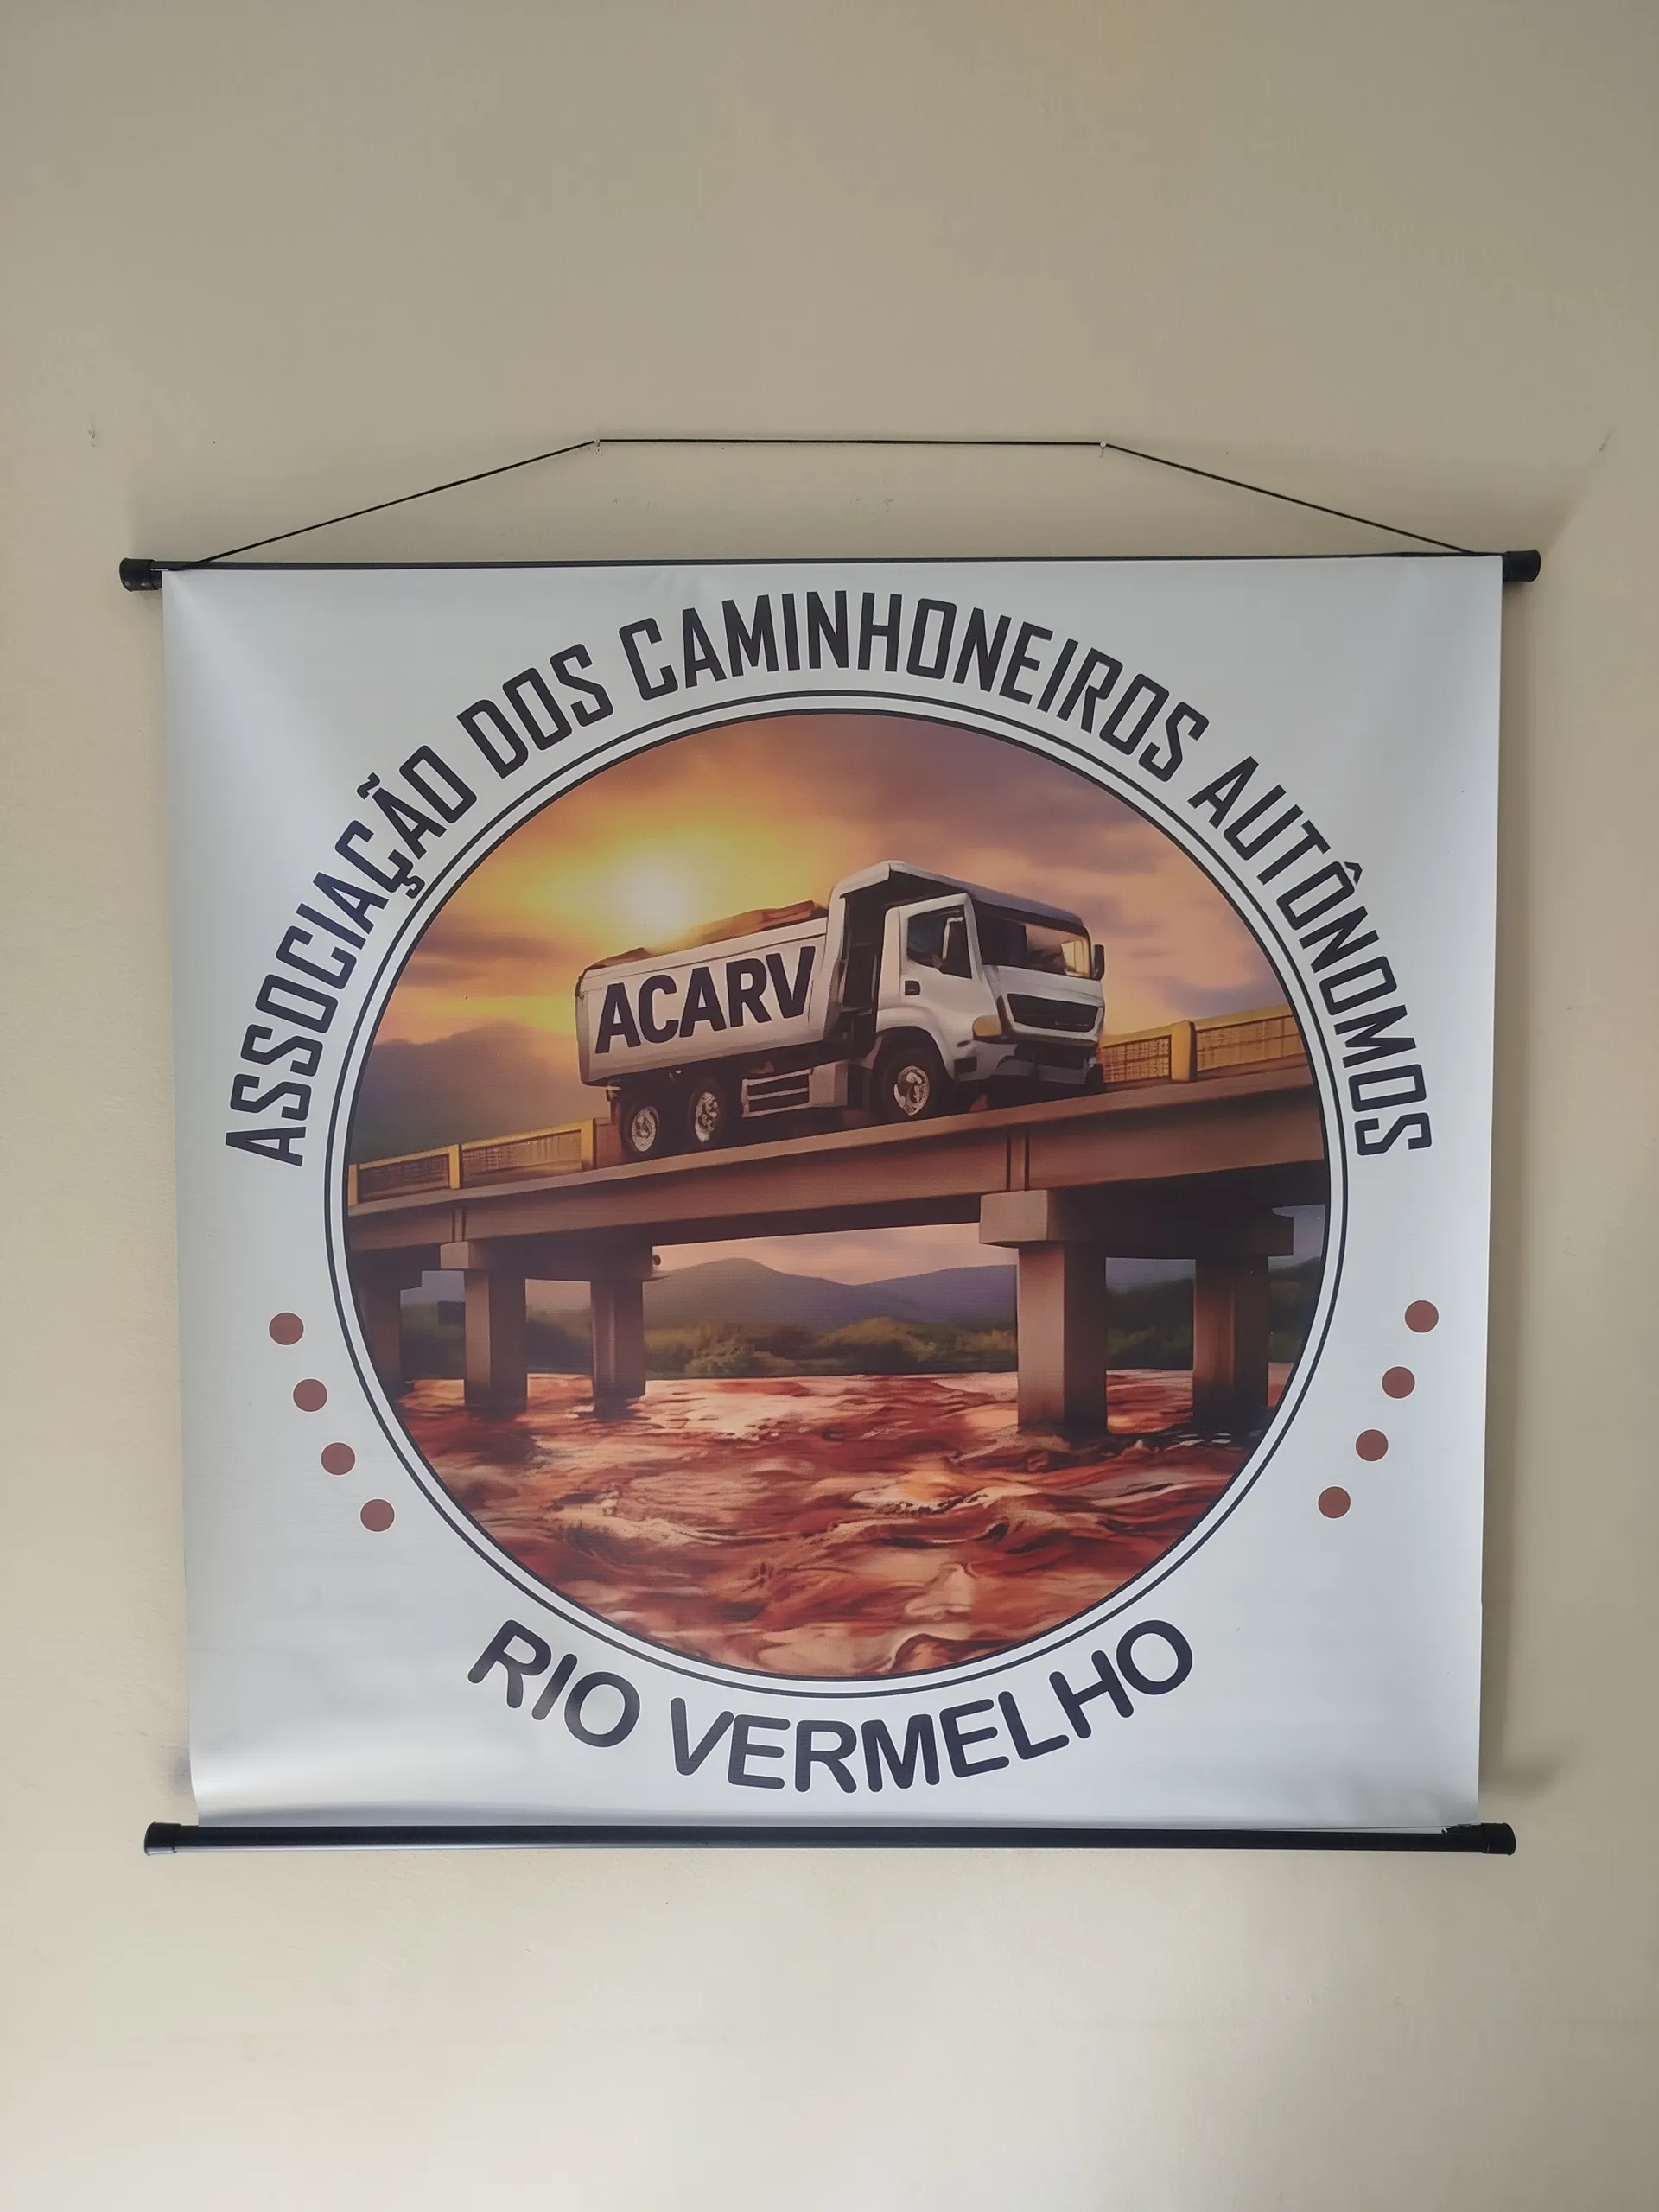 ASSOCIAÇÃO DOS CAMINHONEIROS AUTÔNOMOS
ACARV
RIO VERMELHO